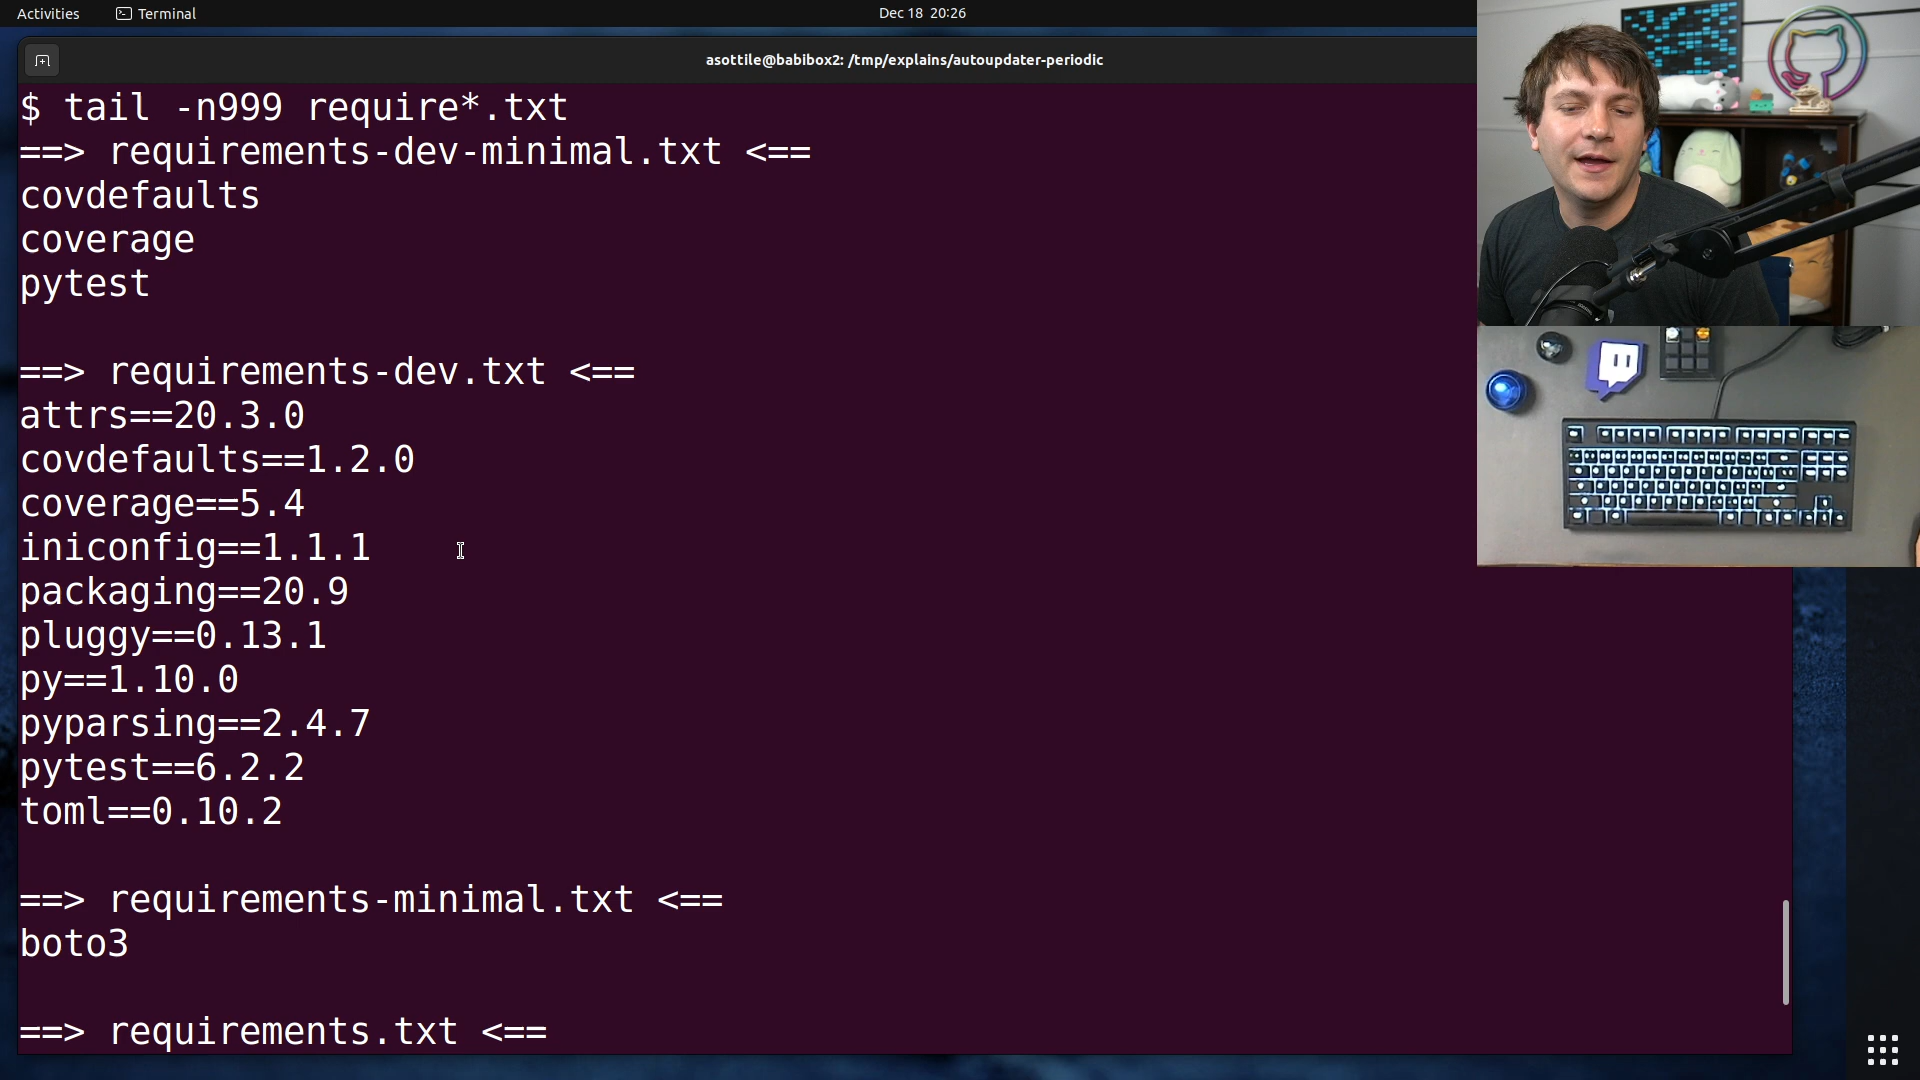 Activities
Terminal
Dec 18 20:26
asottile@babibox2: /tmp/explains/autoupdater-periodic
$ tail -n999 require*.txt
==> requirements-dev-minimal.txt <==
covdefaults
coverage
pytest
==> requirements-dev.txt <==
attrs==20.3.0
covdefaults==1.2.0
coverage==5.4
iniconfig==1.1.1
packaging==20.9
pluggy==0.13.1
py==1.10.0
pyparsing==2.4.7
pytest==6.2.2
toml==0.10.2
==> requirements-minimal.txt <==
boto3
==> requirements.txt <==